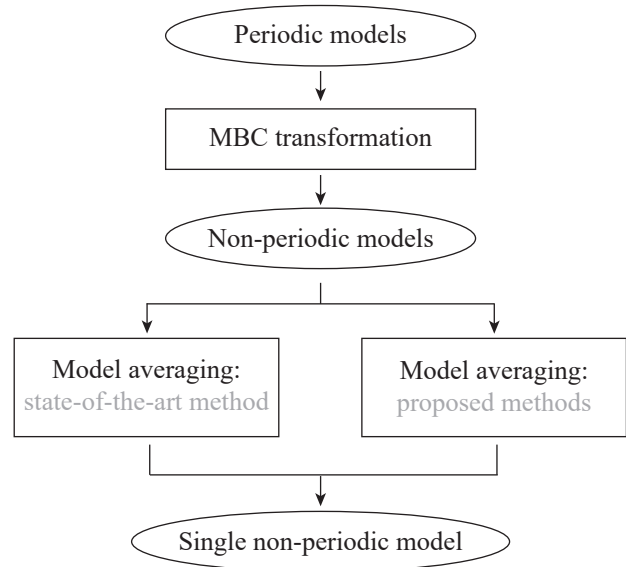 Periodic models
MBC transformation
Non-periodic models
Model averaging:
state-of-the-art method
Model averaging:
proposed methods
Single non-periodic model